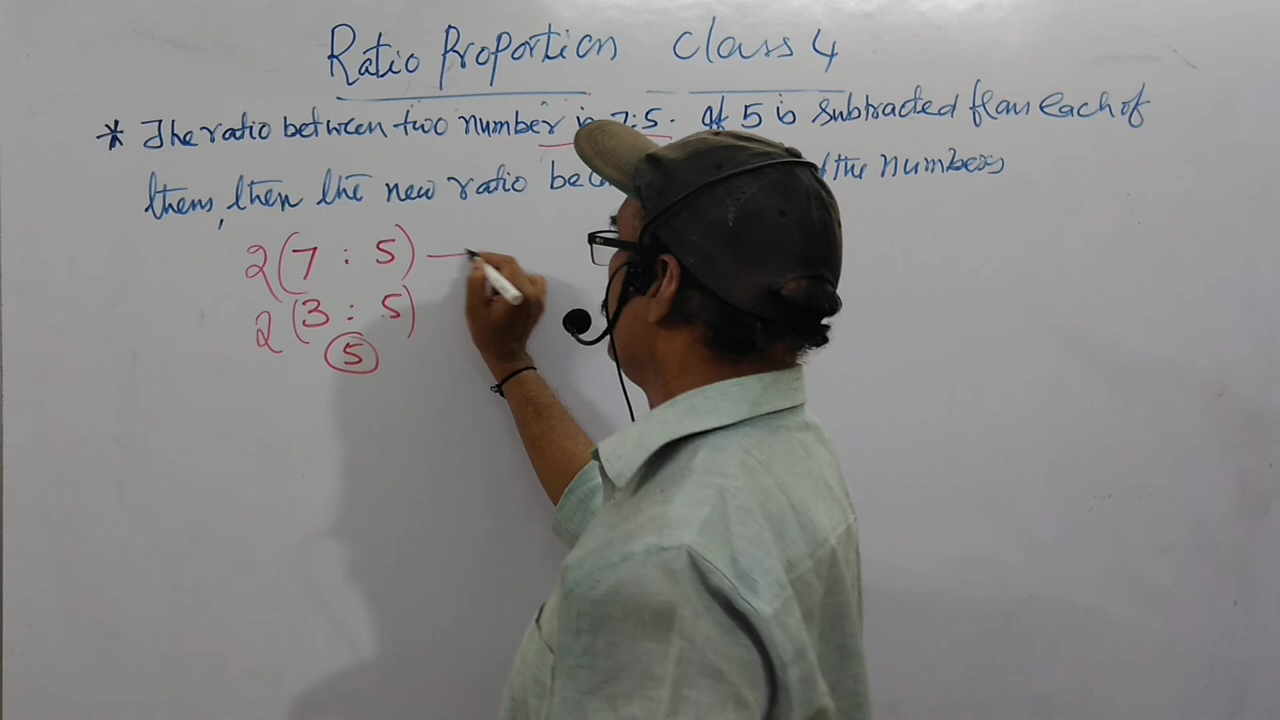 Ratio Proportion Class 4
* The ratio between two number is 7:5. If 5 is subtracted from each of
them, then the new ratio the numbers
2(7 : 5) —
2(3 : 5)
5